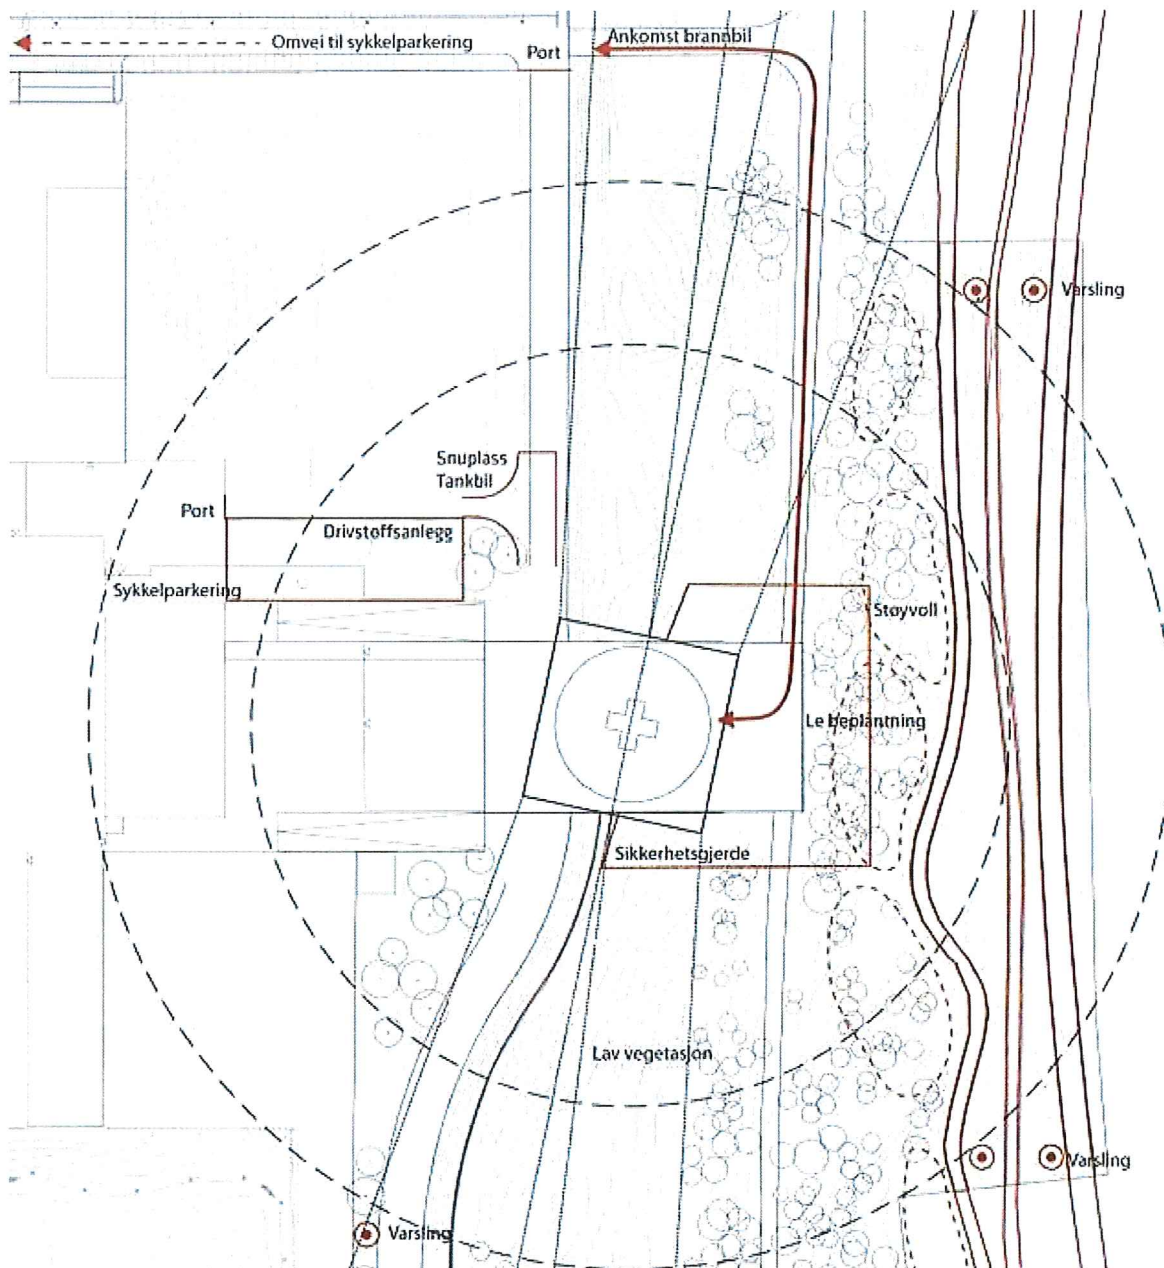 Omvei til sykkelparkering
Ankomst brannbil
Port
Varsling
Snuplass
Tankbil
Port
Drivstoffsanlegg
Sykkelparkering
Støyvoll
Le beplantning
Sikkerhetsgjerde
Lav vegetasjon
Varsling
Varsling